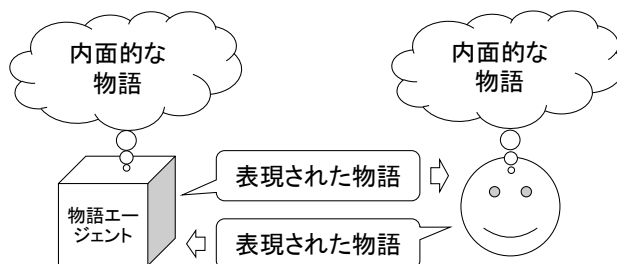 内面的な
物語
内面的な
物語
表現された物語
物語エー
ジェント
表現された物語